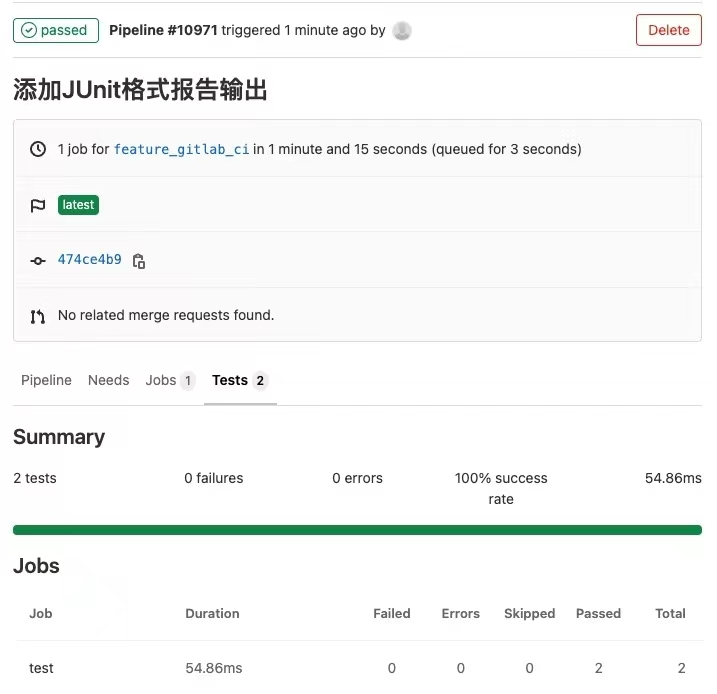 passed Pipeline #10971 triggered 1 minute ago by Delete
添加JUnit格式报告输出
1 job for feature_gitlab_ci in 1 minute and 15 seconds (queued for 3 seconds)
latest
474ce4b9
No related merge requests found.
Pipeline Needs Jobs 1 Tests 2
Summary
2 tests 0 failures 0 errors 100% success rate 54.86ms
Jobs
Job Duration Failed Errors Skipped Passed Total
test 54.86ms 0 0 0 2 2